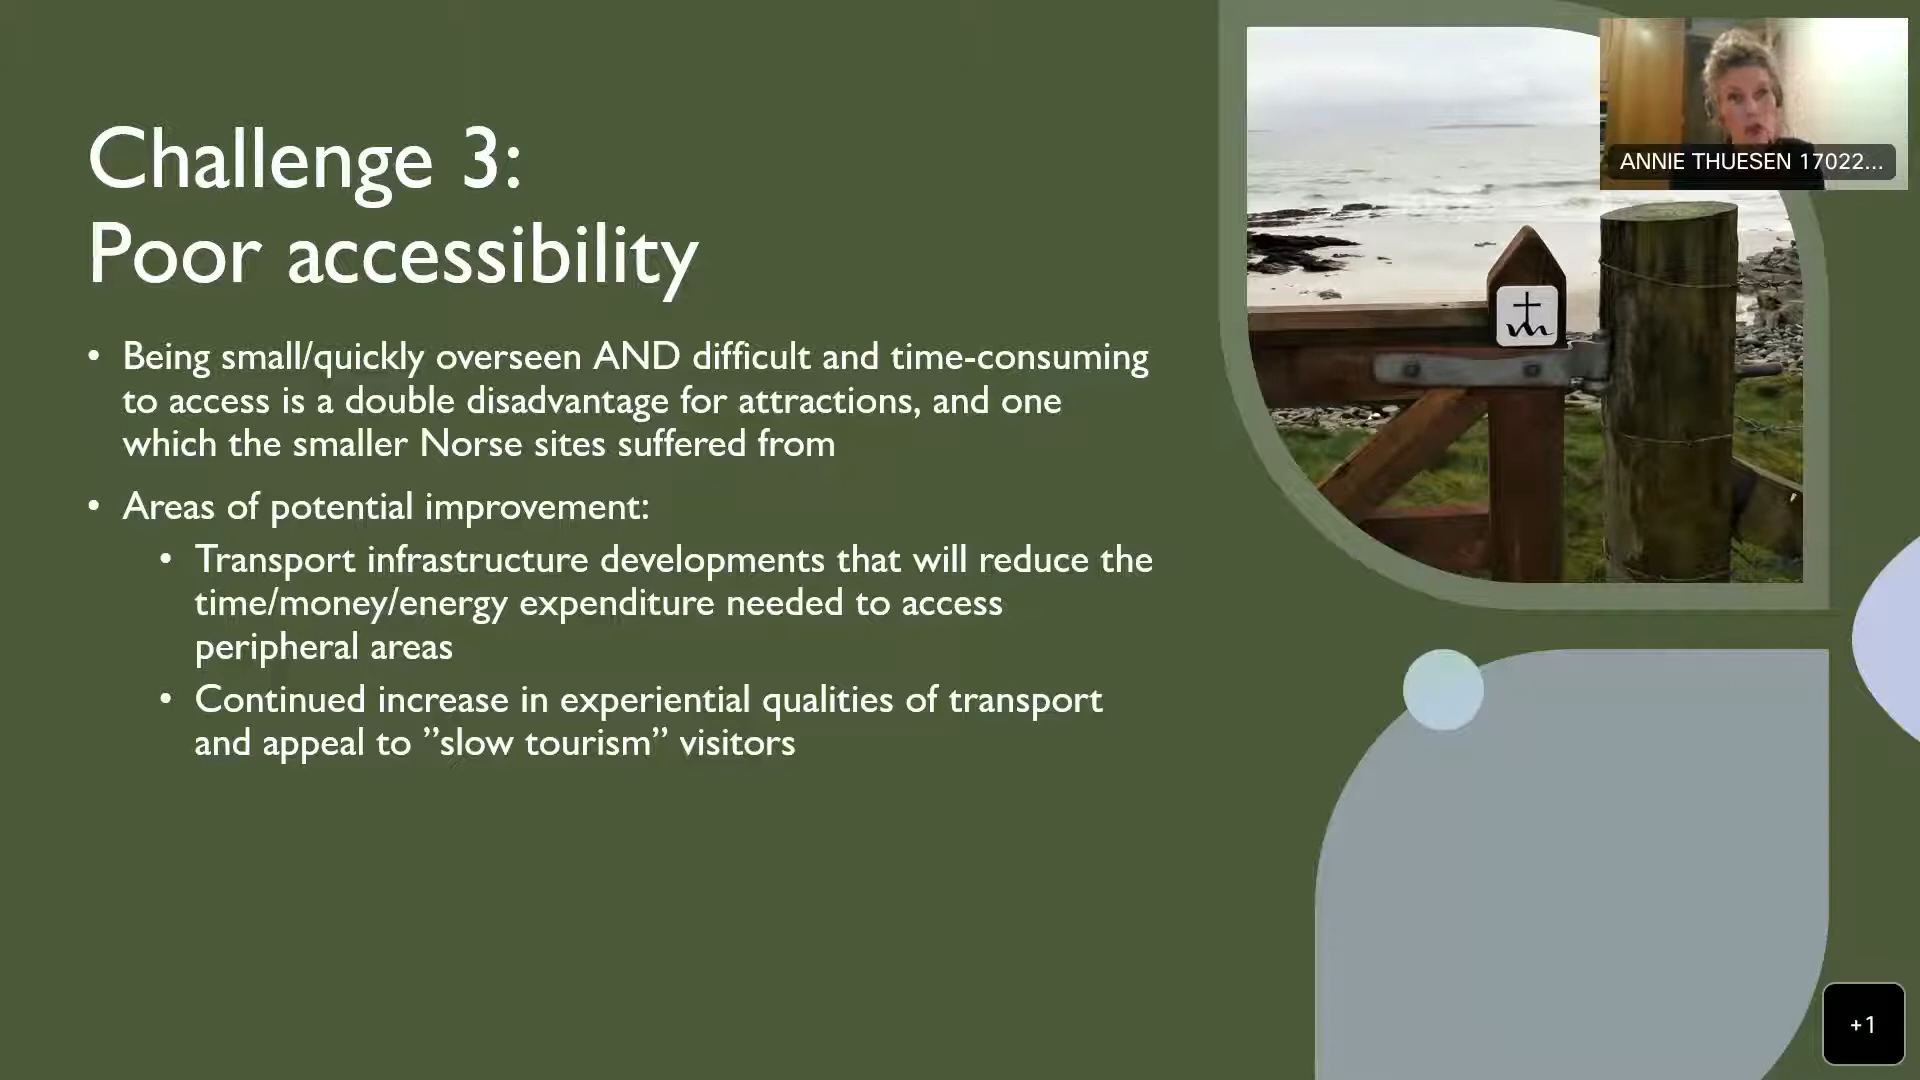 Challenge 3:
Poor accessibility
• Being small/quickly overseen AND difficult and time-consuming
to access is a double disadvantage for attractions, and one
which the smaller Norse sites suffered from
• Areas of potential improvement:
• Transport infrastructure developments that will reduce the
time/money/energy expenditure needed to access
peripheral areas
• Continued increase in experiential qualities of transport
and appeal to ”slow tourism” visitors
ANNIE THUESEN 17022...
+1